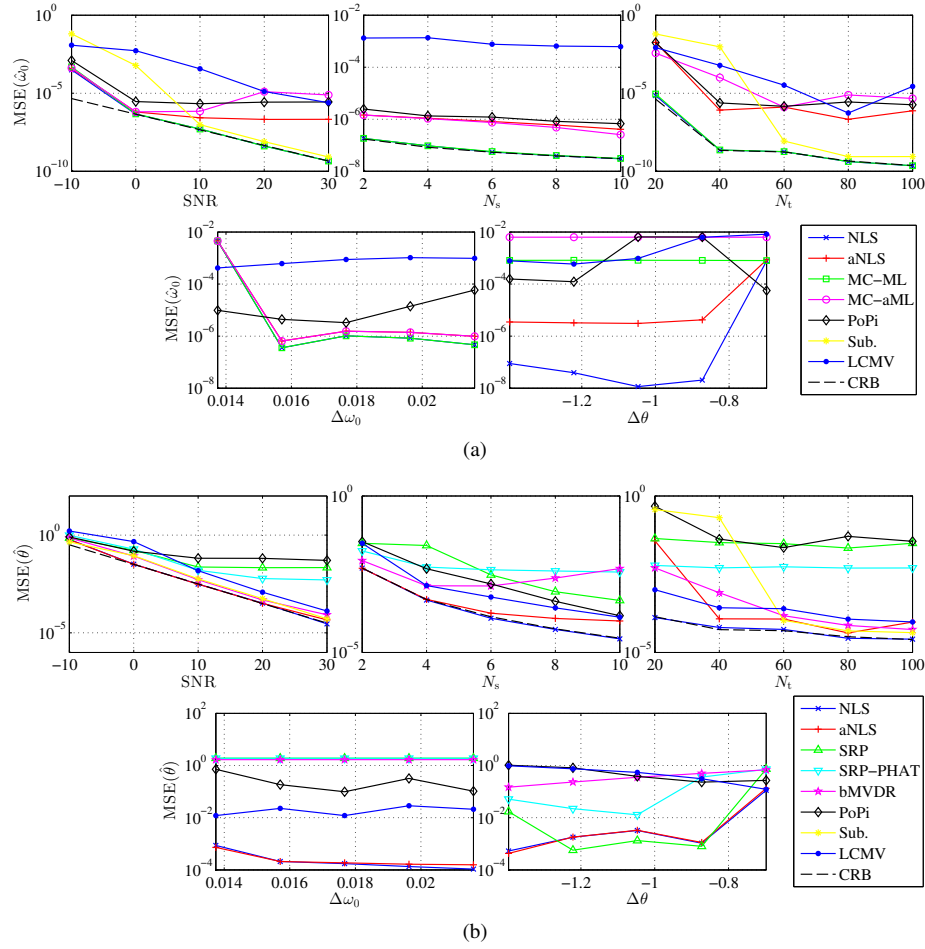 10^0
10^-5
10^-10
MSE(ω̂₀)
−10 0 10 20 30
SNR
10^-2
10^-4
10^-6
10^-8
2 4 6 8 10
N_s
10^0
10^-5
10^-10
20 40 60 80 100
N_t
10^-2
10^-4
10^-6
10^-8
MSE(ω̂₀)
0.014 0.016 0.018 0.02
Δω₀
10^-2
10^-4
10^-6
10^-8
−1.2 −1 −0.8
Δθ
NLS
aNLS
MC−ML
MC−aML
PoPi
Sub.
LCMV
CRB
(a)
10^0
10^-5
MSE(θ̂)
−10 0 10 20 30
SNR
10^0
10^-5
2 4 6 8 10
N_s
10^0
10^-5
20 40 60 80 100
N_t
10^2
10^0
10^-2
10^-4
MSE(θ̂)
0.014 0.016 0.018 0.02
Δω₀
10^2
10^0
10^-2
10^-4
−1.2 −1 −0.8
Δθ
NLS
aNLS
SRP
SRP−PHAT
bMVDR
PoPi
Sub.
LCMV
CRB
(b)